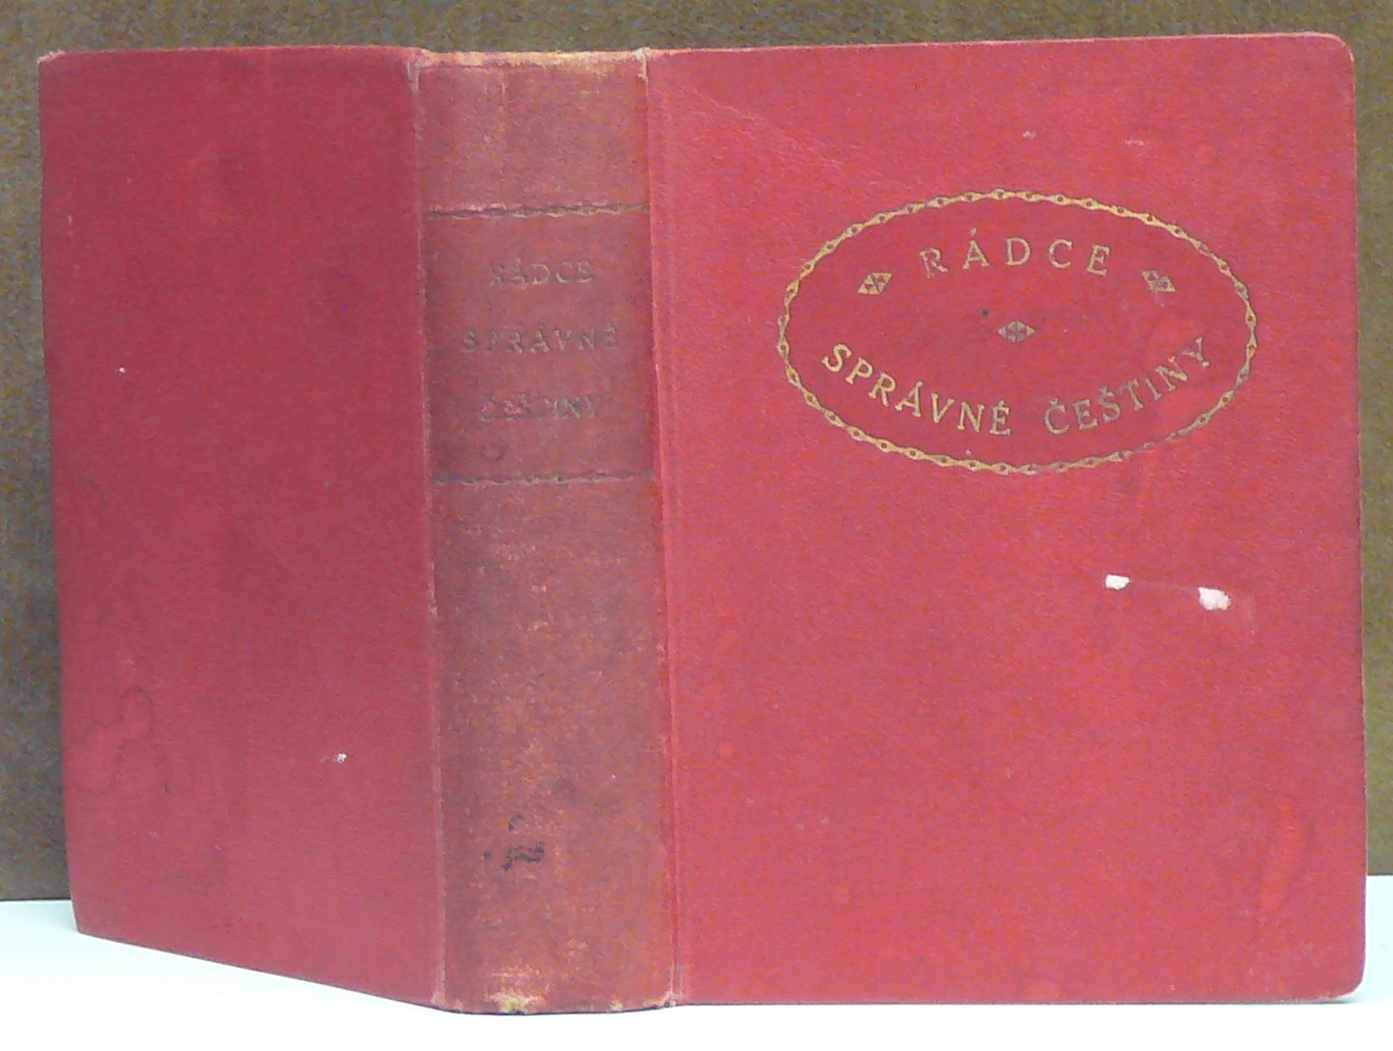 RÁDCE
SPRÁVNÉ
ČEŠTINY
RÁDCE
SPRÁVNÉ ČEŠTINY